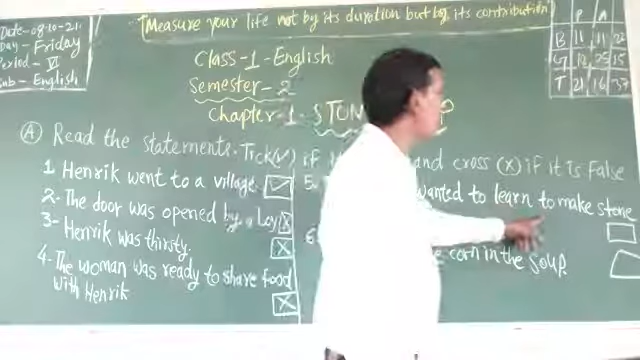 Date-08-10-21
Day - Friday
Period - VI
Sub - English
"Measure your life not by its duration but by its contribution"
P A
B 11 11 22
G
T 21 16 37
Class-1-English
Semester-2
Chapter-1. STON
(A) Read the statements. Tick(✓) if and cross (x) if it is false
1. Henrik went to a village. ✓
2. The door was opened by a boy x
3- Henrik was thirsty. x
4. The woman was ready to share food
with Henrik x
5. wanted to learn to make stone
6. corn in the soup.